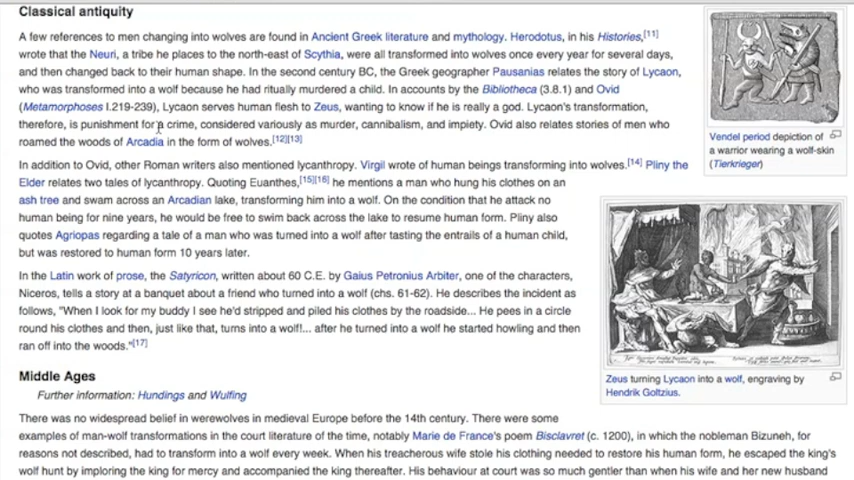 Classical antiquity
A few references to men changing into wolves are found in Ancient Greek literature and mythology. Herodotus, in his Histories,[11]
wrote that the Neuri, a tribe he places to the north-east of Scythia, were all transformed into wolves once every year for several days,
and then changed back to their human shape. In the second century BC, the Greek geographer Pausanias relates the story of Lycaon,
who was transformed into a wolf because he had ritually murdered a child. In accounts by the Bibliotheca (3.8.1) and Ovid
(Metamorphoses I.219-239), Lycaon serves human flesh to Zeus, wanting to know if he is really a god. Lycaon's transformation,
therefore, is punishment for a crime, considered variously as murder, cannibalism, and impiety. Ovid also relates stories of men who
roamed the woods of Arcadia in the form of wolves.[12][13]
Vendel period depiction of
a warrior wearing a wolf-skin
(Tierkrieger)
In addition to Ovid, other Roman writers also mentioned lycanthropy. Virgil wrote of human beings transforming into wolves.[14] Pliny the
Elder relates two tales of lycanthropy. Quoting Euanthes,[15][16] he mentions a man who hung his clothes on an
ash tree and swam across an Arcadian lake, transforming him into a wolf. On the condition that he attack no
human being for nine years, he would be free to swim back across the lake to resume human form. Pliny also
quotes Agriopas regarding a tale of a man who was turned into a wolf after tasting the entrails of a human child,
but was restored to human form 10 years later.
In the Latin work of prose, the Satyricon, written about 60 C.E. by Gaius Petronius Arbiter, one of the characters,
Niceros, tells a story at a banquet about a friend who turned into a wolf (chs. 61-62). He describes the incident as
follows, "When I look for my buddy I see he'd stripped and piled his clothes by the roadside... He pees in a circle
round his clothes and then, just like that, turns into a wolf!... after he turned into a wolf he started howling and then
ran off into the woods."[17]
Zeus turning Lycaon into a wolf, engraving by
Hendrik Goltzius.
Middle Ages
Further information: Hundings and Wulfing
There was no widespread belief in werewolves in medieval Europe before the 14th century. There were some
examples of man-wolf transformations in the court literature of the time, notably Marie de France's poem Bisclavret (c. 1200), in which the nobleman Bizuneh, for
reasons not described, had to transform into a wolf every week. When his treacherous wife stole his clothing needed to restore his human form, he escaped the king's
wolf hunt by imploring the king for mercy and accompanied the king thereafter. His behaviour at court was so much gentler than when his wife and her new husband